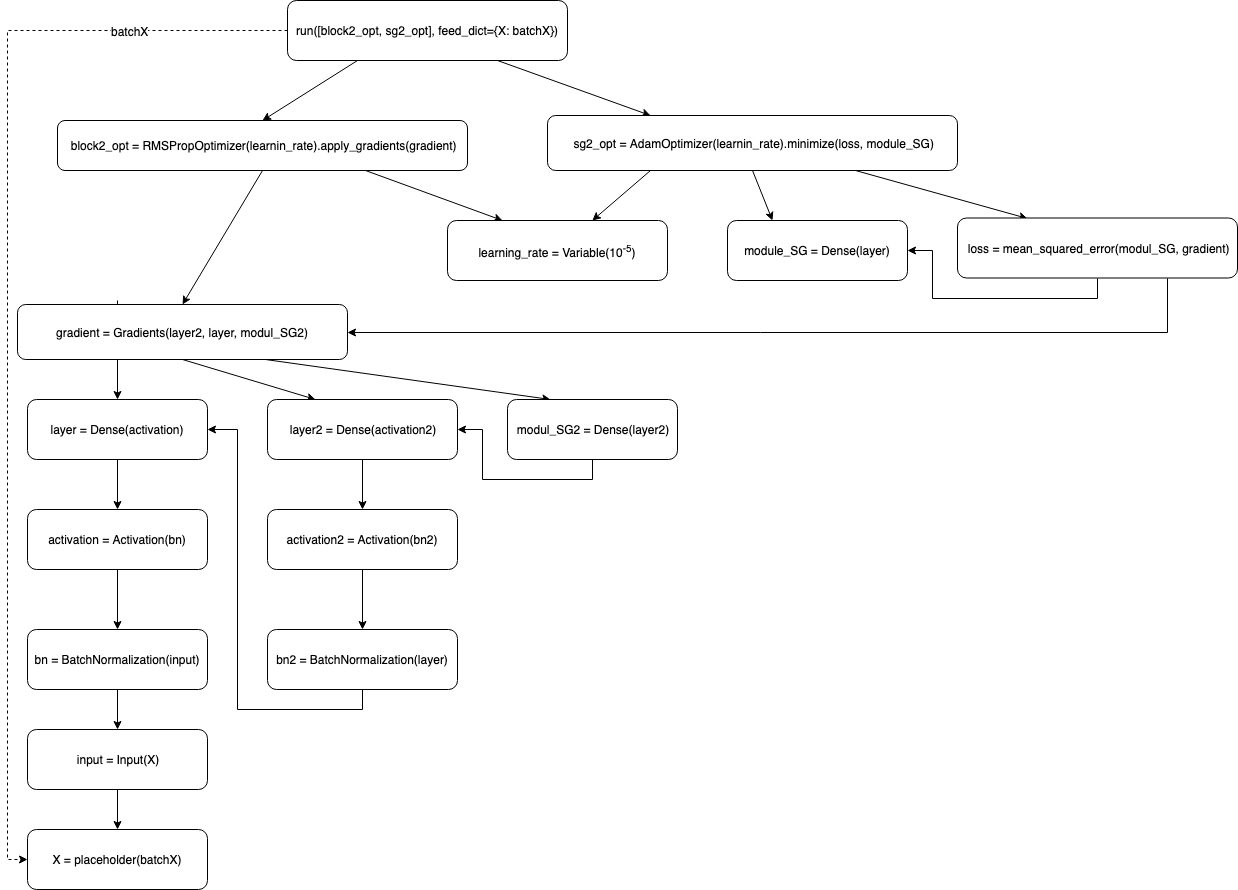 batchX
run([block2_opt, sg2_opt], feed_dict={X: batchX})
block2_opt = RMSPropOptimizer(learnin_rate).apply_gradients(gradient)
sg2_opt = AdamOptimizer(learnin_rate).minimize(loss, module_SG)
learning_rate = Variable(10⁻⁵)
module_SG = Dense(layer)
loss = mean_squared_error(modul_SG, gradient)
gradient = Gradients(layer2, layer, modul_SG2)
layer = Dense(activation)
layer2 = Dense(activation2)
modul_SG2 = Dense(layer2)
activation = Activation(bn)
activation2 = Activation(bn2)
bn = BatchNormalization(input)
bn2 = BatchNormalization(layer)
input = Input(X)
X = placeholder(batchX)